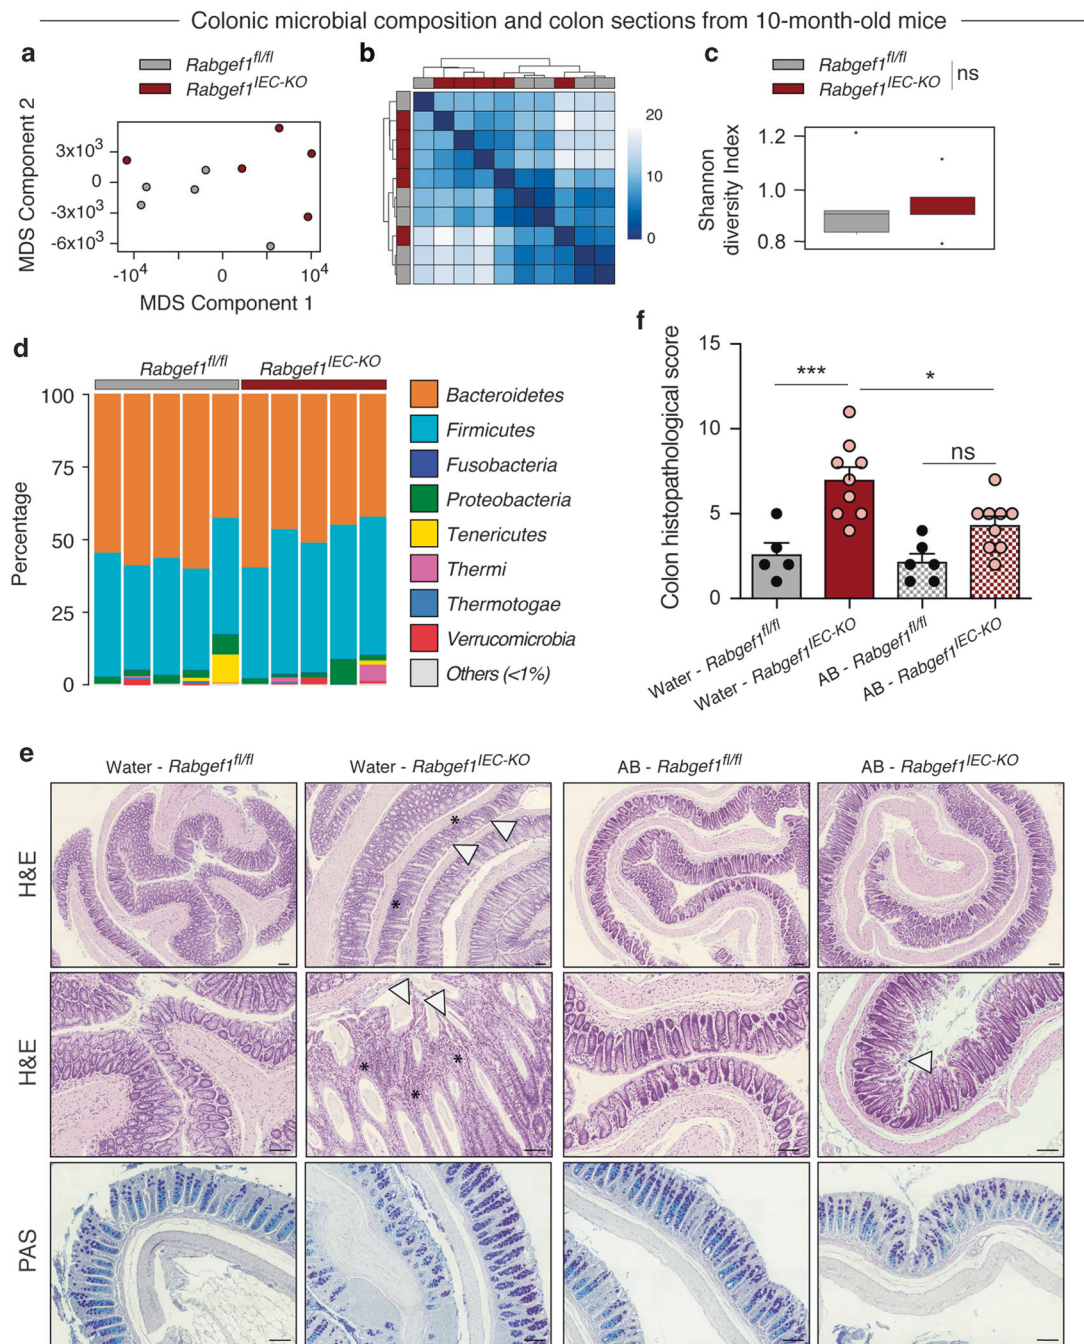 Colonic microbial composition and colon sections from 10-month-old mice
a
Rabgef1fl/fl
Rabgef1IEC-KO
MDS Component 2
3x10³
0
-3x10³
-6x10³
-10⁴
0
10⁴
MDS Component 1
b
20
10
0
c
Rabgef1fl/fl
Rabgef1IEC-KO
ns
Shannon
diversity Index
1.2
1.0
0.8
d
Rabgef1fl/fl
Rabgef1IEC-KO
Percentage
100
75
50
25
0
Bacteroidetes
Firmicutes
Fusobacteria
Proteobacteria
Tenericutes
Thermi
Thermotogae
Verrucomicrobia
Others (<1%)
f
Colon histopathological score
15
10
5
0
***
*
ns
Water - Rabgef1fl/fl
Water - Rabgef1IEC-KO
AB - Rabgef1fl/fl
AB - Rabgef1IEC-KO
e
Water - Rabgef1fl/fl
Water - Rabgef1IEC-KO
AB - Rabgef1fl/fl
AB - Rabgef1IEC-KO
H&E
*
*
H&E
*
*
*
PAS